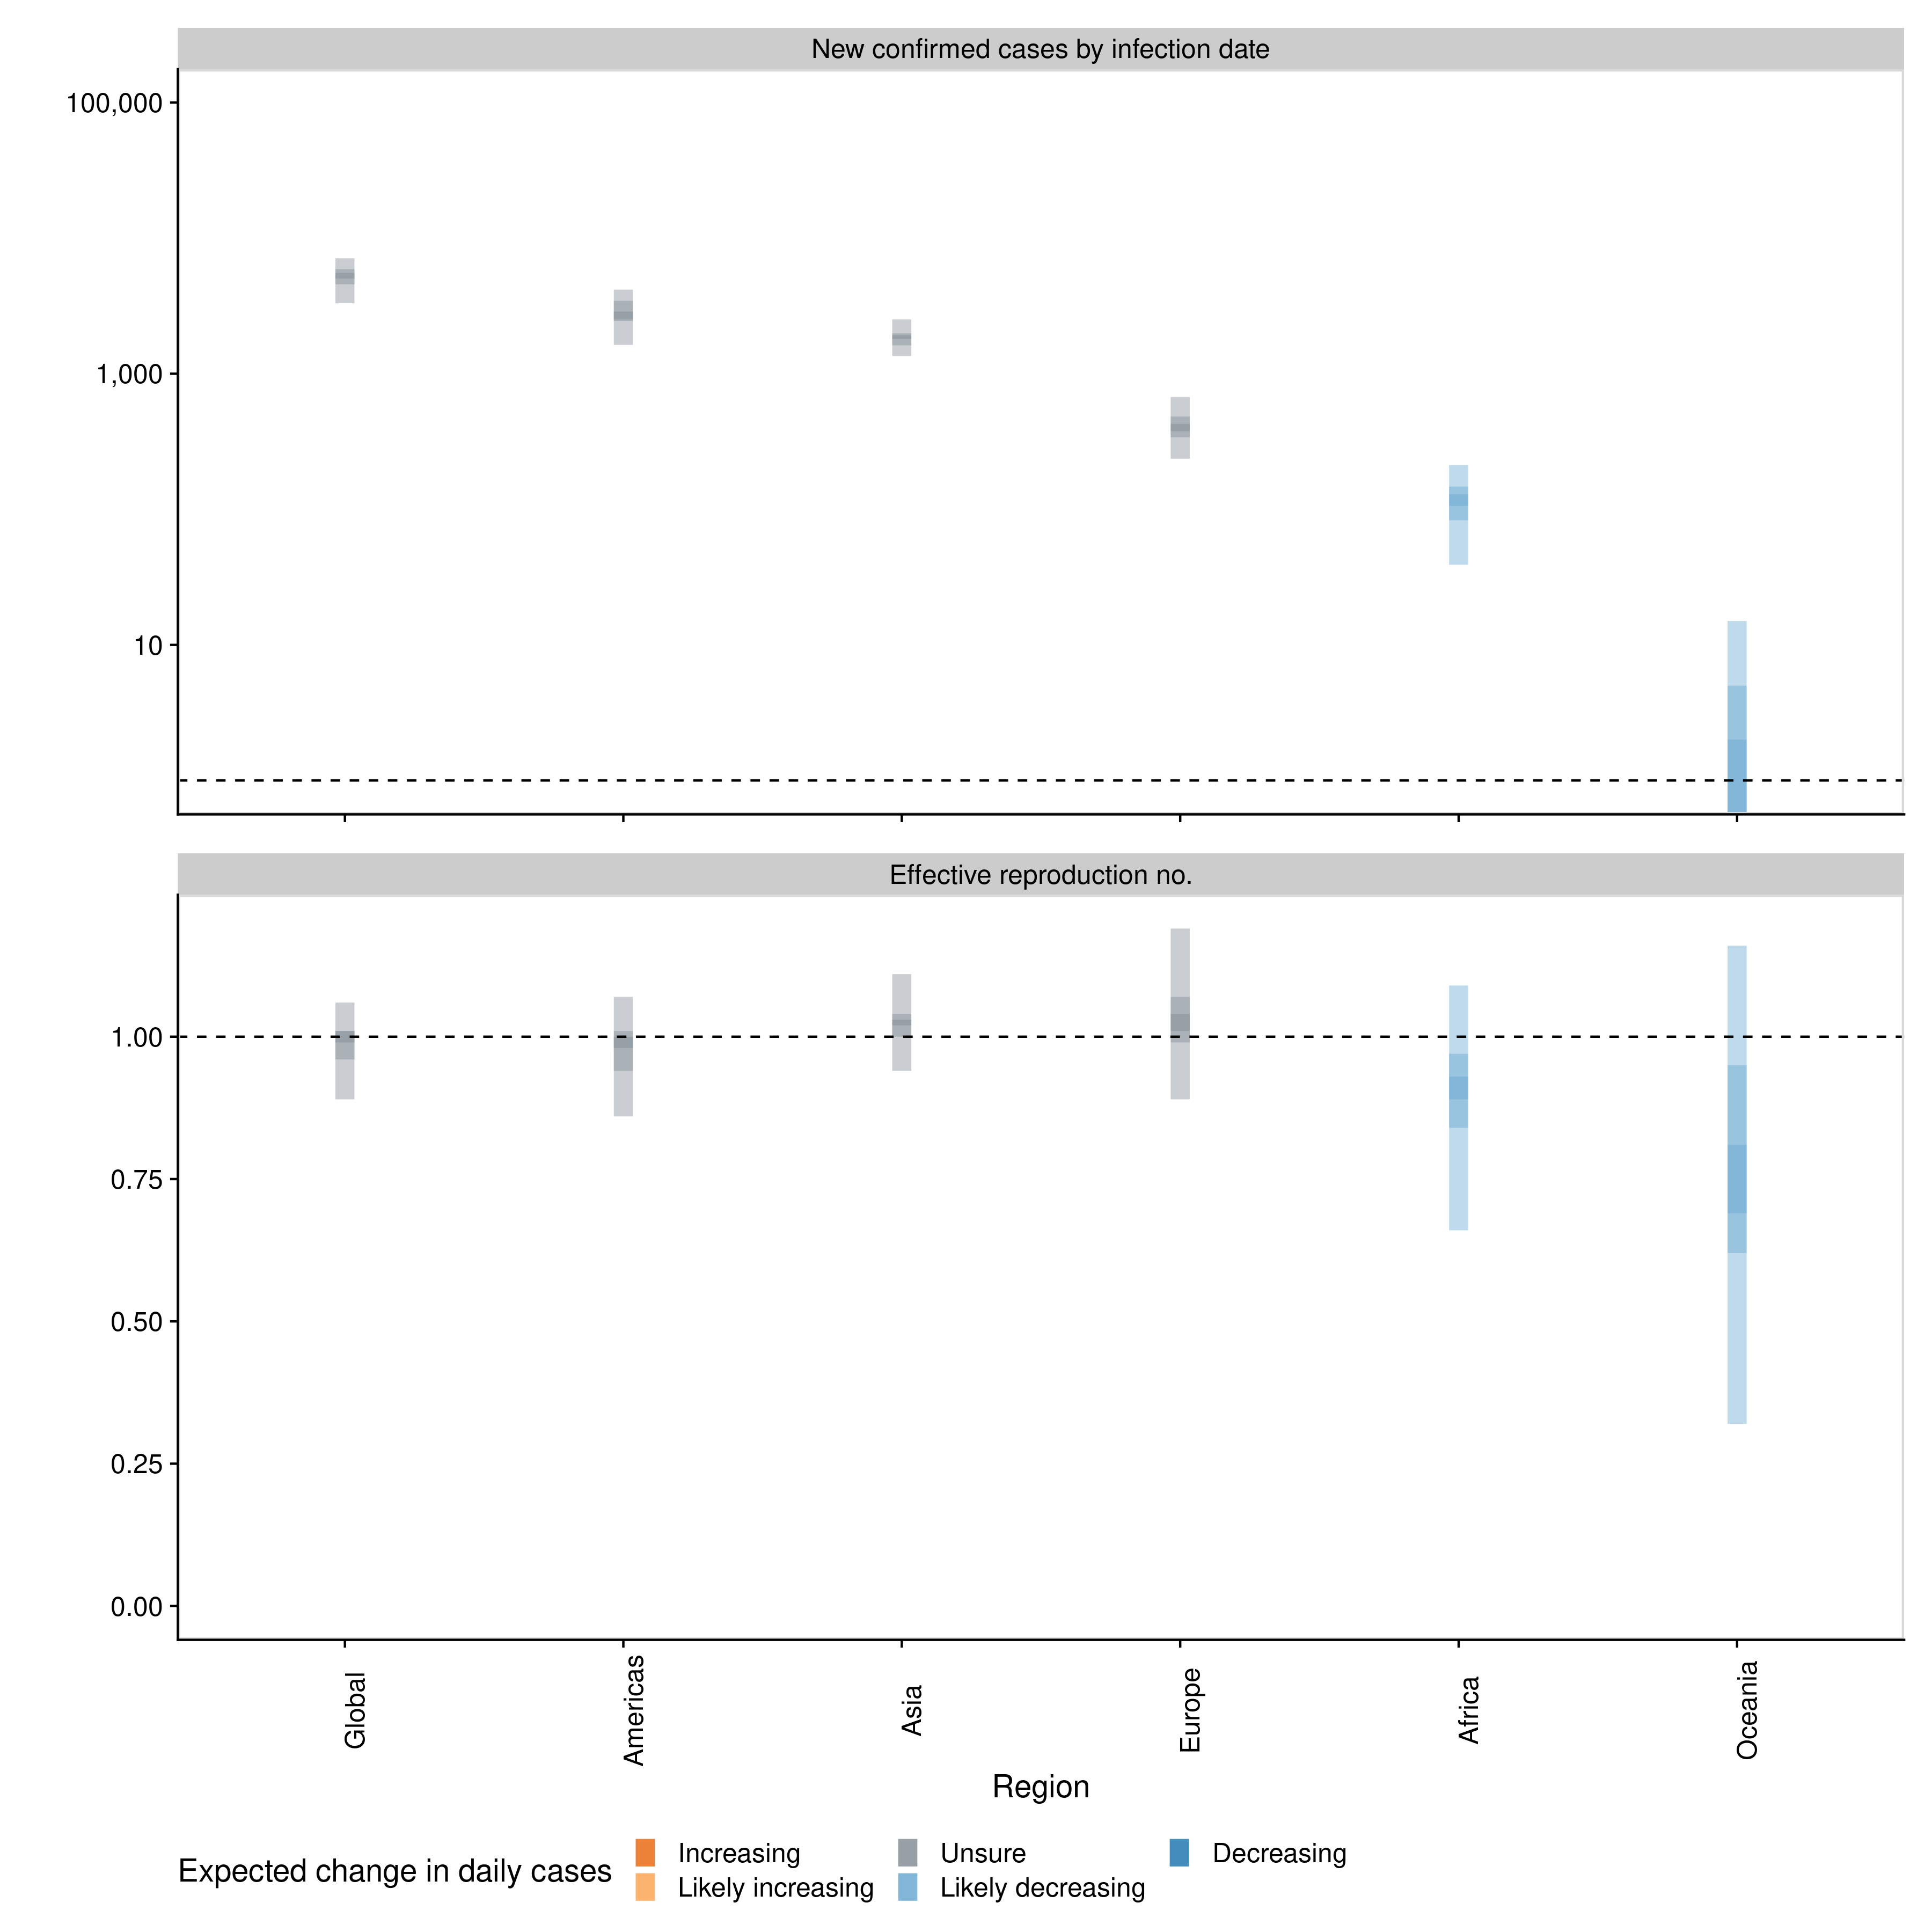 New confirmed cases by infection date
100,000
1,000
10
Effective reproduction no.
1.00
0.75
0.50
0.25
0.00
Global
Americas
Asia
Europe
Africa
Oceania
Region
Expected change in daily cases
Increasing
Likely increasing
Unsure
Likely decreasing
Decreasing